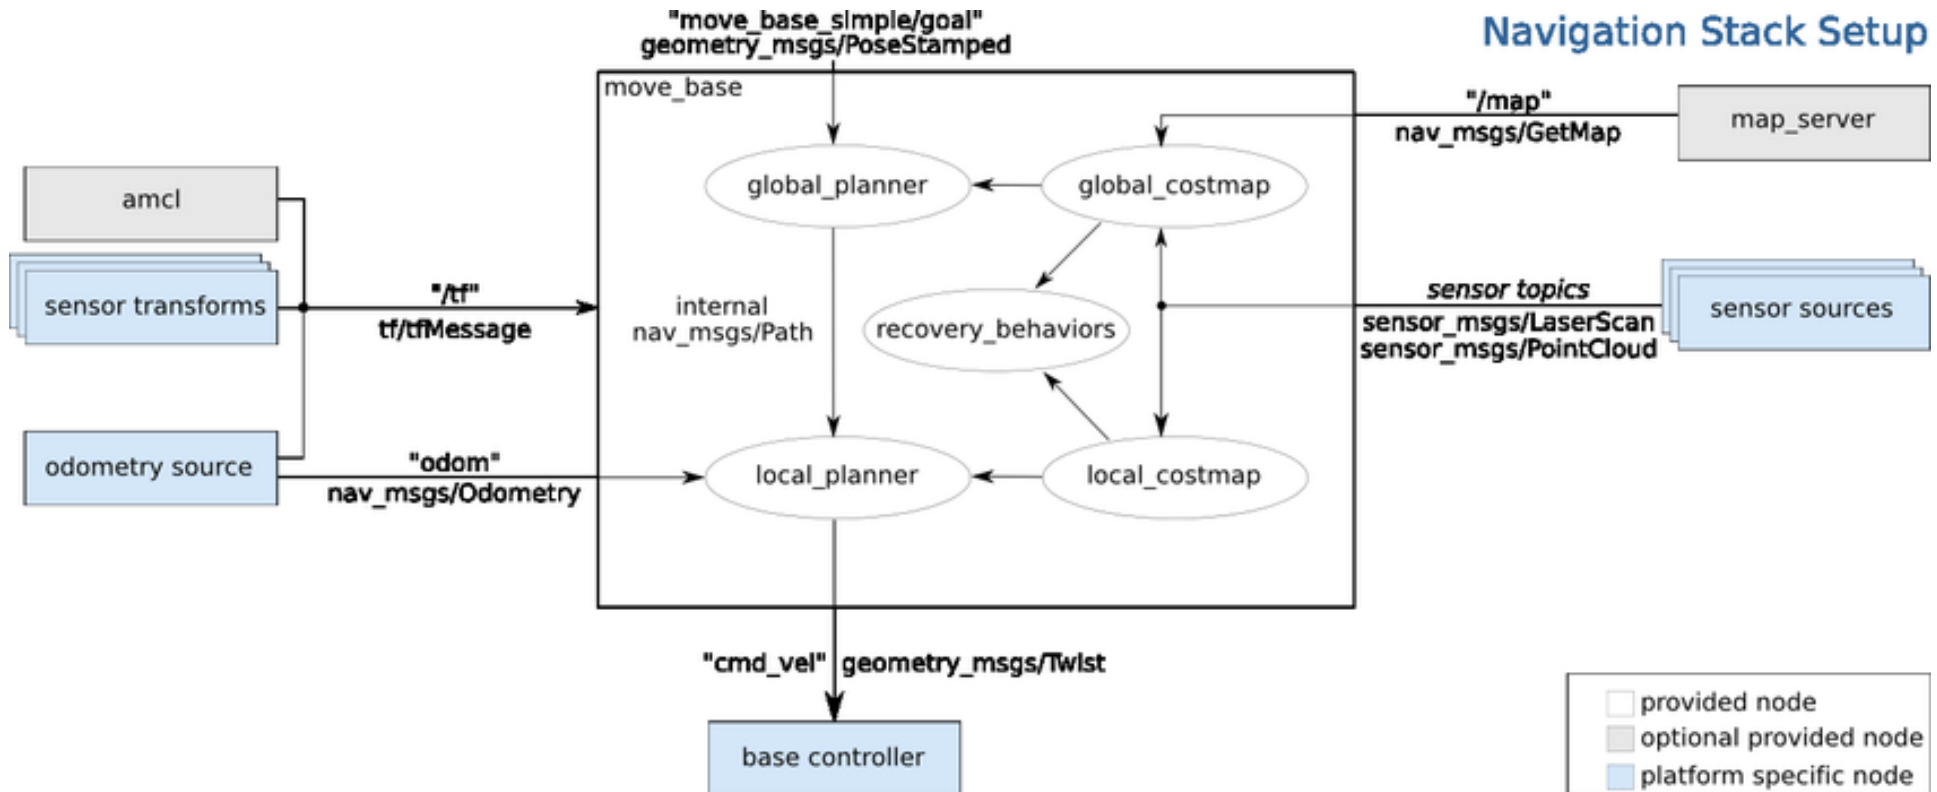 "move_base_simple/goal"
geometry_msgs/PoseStamped
Navigation Stack Setup
move_base
"/map"
nav_msgs/GetMap
map_server
global_planner
global_costmap
amcl
sensor transforms
"/tf"
tf/tfMessage
internal
nav_msgs/Path
recovery_behaviors
sensor topics
sensor_msgs/LaserScan
sensor_msgs/PointCloud
sensor sources
odometry source
"odom"
nav_msgs/Odometry
local_planner
local_costmap
"cmd_vel" geometry_msgs/Twist
base controller
provided node
optional provided node
platform specific node